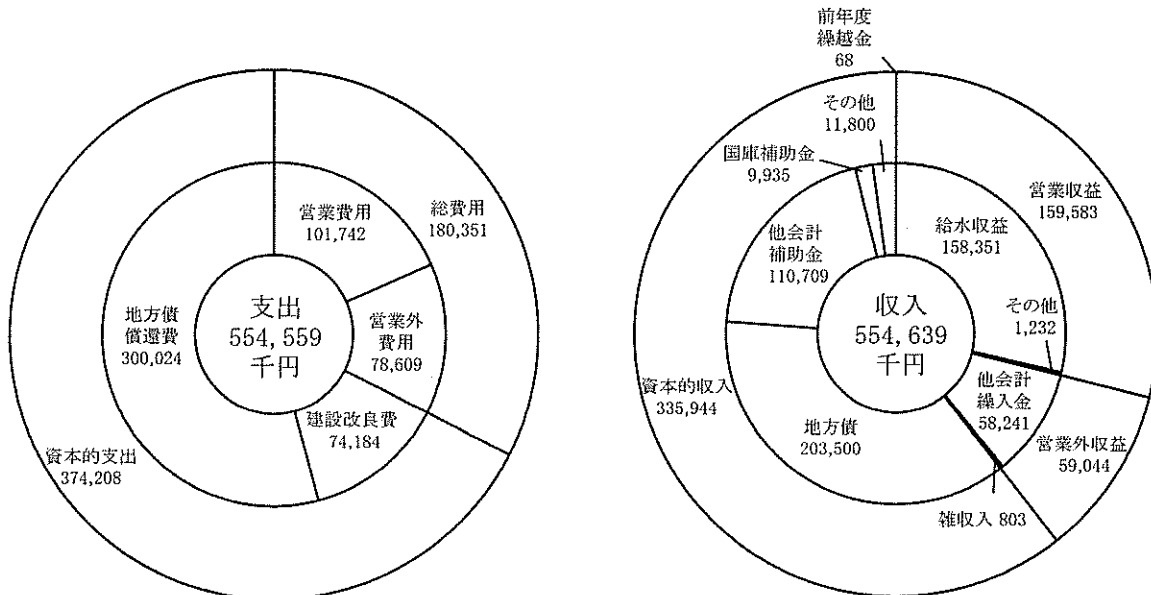 支出
554,559
千円
総費用
180,351
営業費用
101,742
営業外
費用
78,609
建設改良費
74,184
地方債
償還費
300,024
資本的支出
374,208
収入
554,639
千円
前年度
繰越金
68
その他
11,800
国庫補助金
9,935
営業収益
159,583
給水収益
158,351
他会計
補助金
110,709
その他
1,232
他会計
繰入金
58,241
資本的収入
335,944
地方債
203,500
営業外収益
59,044
雑収入 803